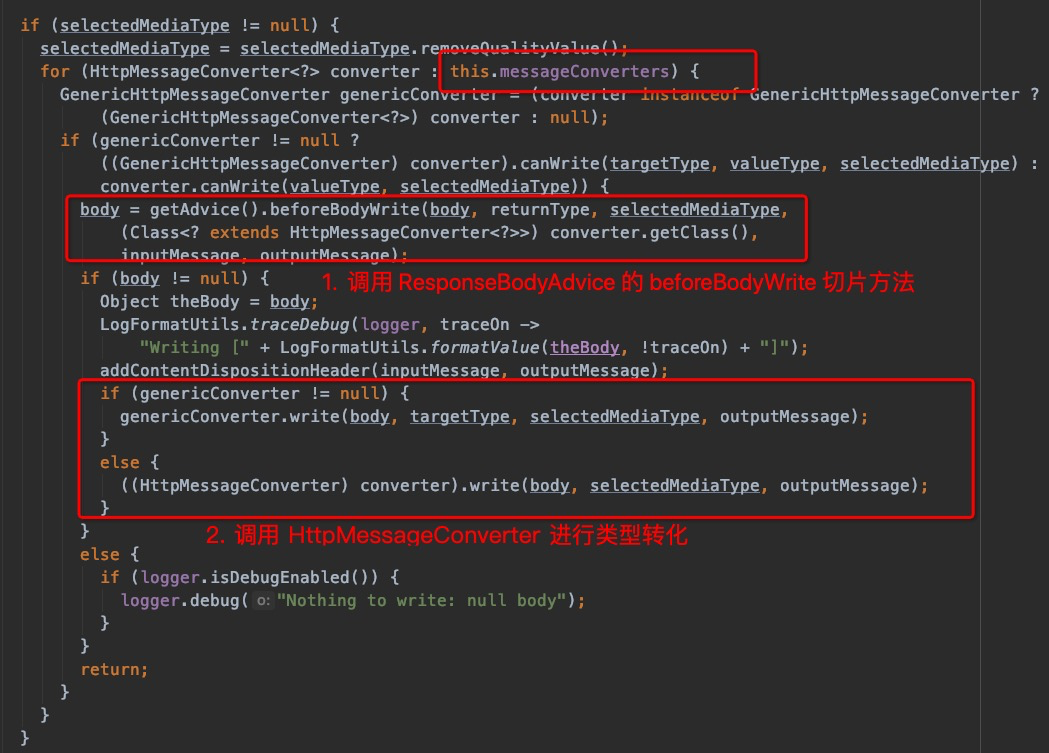 if (selectedMediaType != null) {
selectedMediaType = selectedMediaType.removeQualityValue();
for (HttpMessageConverter<?> converter : this.messageConverters) {
GenericHttpMessageConverter genericConverter = (converter instanceof GenericHttpMessageConverter ?
(GenericHttpMessageConverter<?>) converter : null);
if (genericConverter != null ?
((GenericHttpMessageConverter) converter).canWrite(targetType, valueType, selectedMediaType) :
converter.canWrite(valueType, selectedMediaType)) {
body = getAdvice().beforeBodyWrite(body, returnType, selectedMediaType,
(Class<? extends HttpMessageConverter<?>>) converter.getClass(),
inputMessage, outputMessage);
if (body != null) {
1. 调用 ResponseBodyAdvice 的 beforeBodyWrite 切片方法
Object theBody = body;
LogFormatUtils.traceDebug(logger, traceOn ->
"Writing [" + LogFormatUtils.formatValue(theBody, !traceOn) + "]");
addContentDispositionHeader(inputMessage, outputMessage);
if (genericConverter != null) {
genericConverter.write(body, targetType, selectedMediaType, outputMessage);
}
else {
((HttpMessageConverter) converter).write(body, selectedMediaType, outputMessage);
}
}
2. 调用 HttpMessageConverter 进行类型转化
else {
if (logger.isDebugEnabled()) {
logger.debug( o: "Nothing to write: null body");
}
}
return;
}
}
}